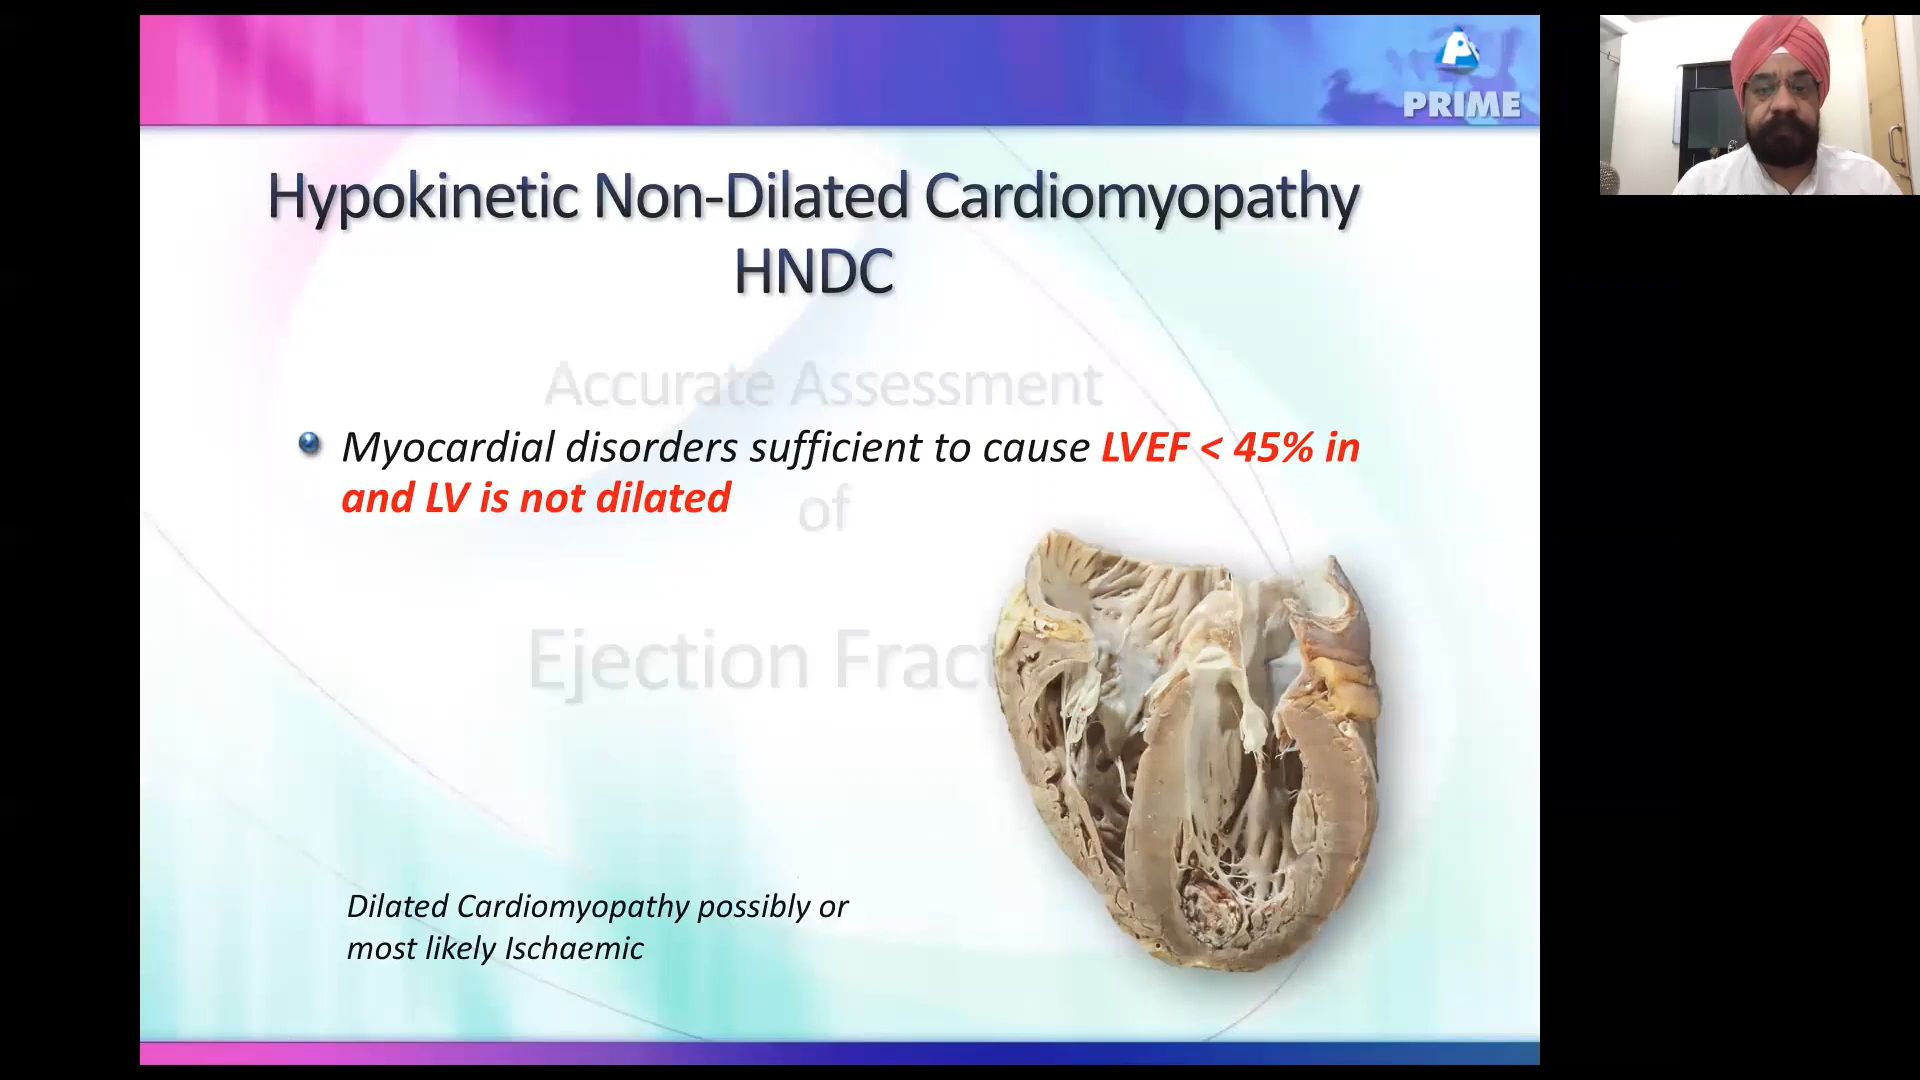 PRIME
Hypokinetic Non-Dilated Cardiomyopathy
HNDC
Accurate Assessment
Myocardial disorders sufficient to cause LVEF < 45% in
and LV is not dilated
of
Ejection Fract
Dilated Cardiomyopathy possibly or
most likely Ischaemic